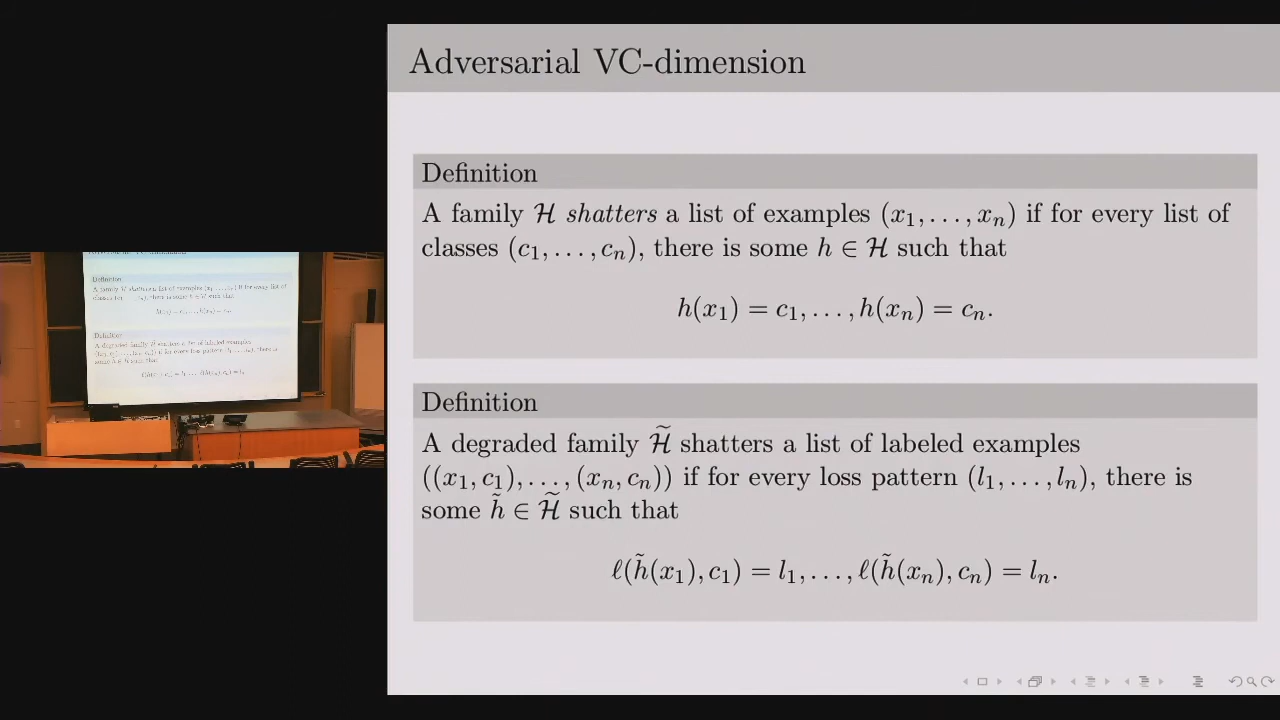 Adversarial VC-dimension
Definition
A family ℋ shatters a list of examples (x₁, . . . , xₙ) if for every list of
classes (c₁, . . . , cₙ), there is some h ∈ ℋ such that
h(x₁) = c₁, . . . , h(xₙ) = cₙ.
Definition
A degraded family ℋ̃ shatters a list of labeled examples
((x₁, c₁), . . . , (xₙ, cₙ)) if for every loss pattern (l₁, . . . , lₙ), there is
some h̃ ∈ ℋ̃ such that
ℓ(h̃(x₁), c₁) = l₁, . . . , ℓ(h̃(xₙ), cₙ) = lₙ.